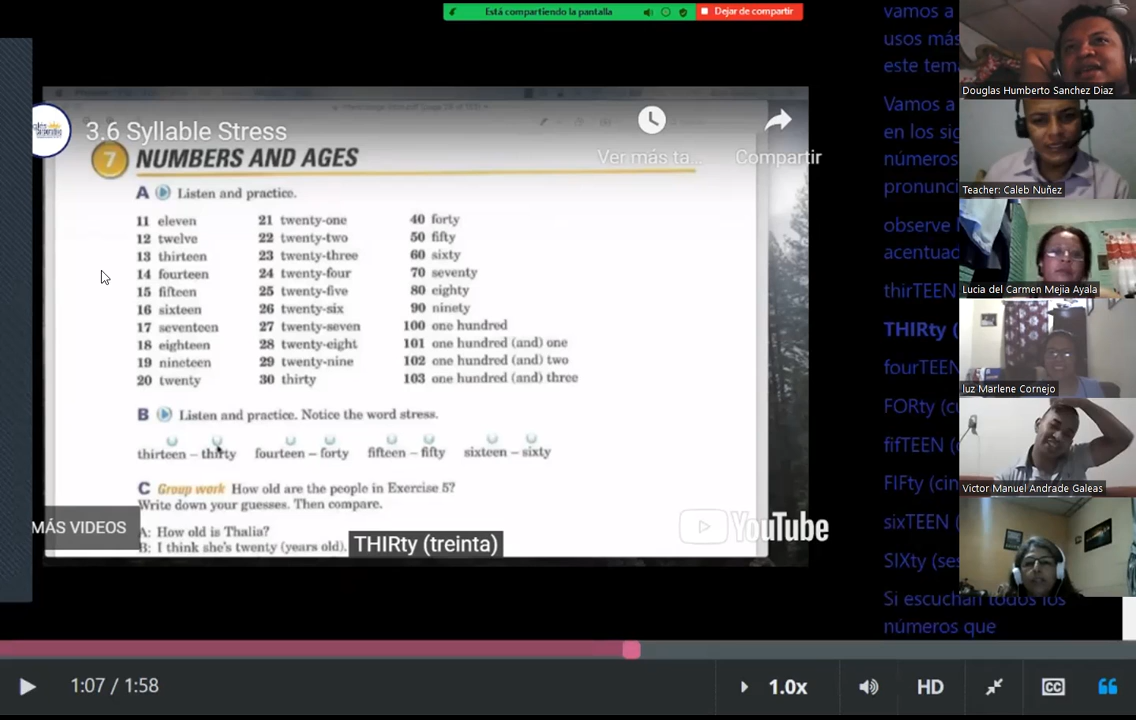 Está compartiendo la pantalla
Dejar de compartir
3.6 Syllable Stress
Ver más ta...
Compartir
7 NUMBERS AND AGES
A Listen and practice.
11 eleven 21 twenty-one 40 forty
12 twelve 22 twenty-two 50 fifty
13 thirteen 23 twenty-three 60 sixty
14 fourteen 24 twenty-four 70 seventy
15 fifteen 25 twenty-five 80 eighty
16 sixteen 26 twenty-six 90 ninety
17 seventeen 27 twenty-seven 100 one hundred
18 eighteen 28 twenty-eight 101 one hundred (and) one
19 nineteen 29 twenty-nine 102 one hundred (and) two
20 twenty 30 thirty 103 one hundred (and) three
B Listen and practice. Notice the word stress.
thirteen – thirty fourteen – forty fifteen – fifty sixteen – sixty
C Group work How old are the people in Exercise 5?
Write down your guesses. Then compare.
A: How old is Thalia?
B: I think she's twenty (years old).
MÁS VIDEOS
THIRty (treinta)
YouTube
1:07 / 1:58
1.0x
HD
CC
vamos a
usos más
este tem
Vamos a
en los sig
números
pronunci
observe
acentuad
thirTEEN
THIRty (
fourTEEN
FORty (c
fifTEEN (
FIFty (cin
sixTEEN (
SIXty (se
Si escuchan todos los
números que
Douglas Humberto Sanchez Diaz
Teacher: Caleb Nuñez
Lucia del Carmen Mejia Ayala
luz Marlene Cornejo
Victor Manuel Andrade Galeas